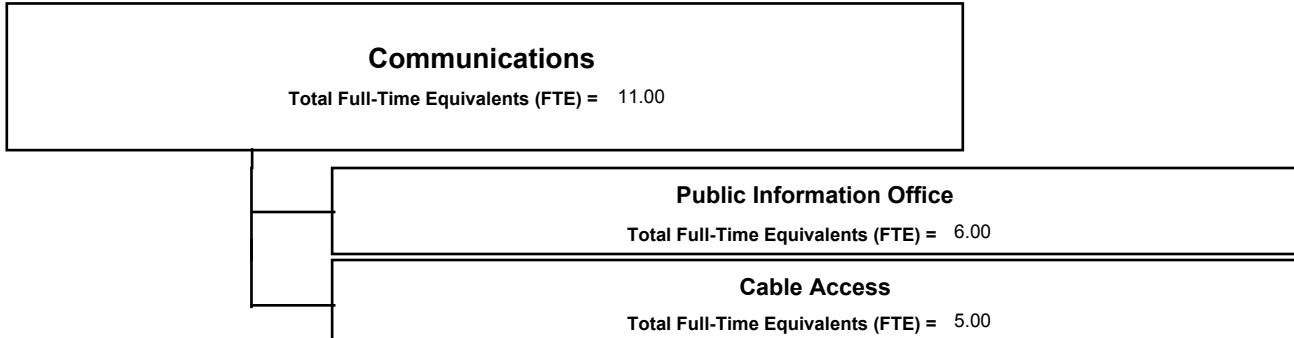 Communications
Total Full-Time Equivalents (FTE) = 11.00
Public Information Office
Total Full-Time Equivalents (FTE) = 6.00
Cable Access
Total Full-Time Equivalents (FTE) = 5.00